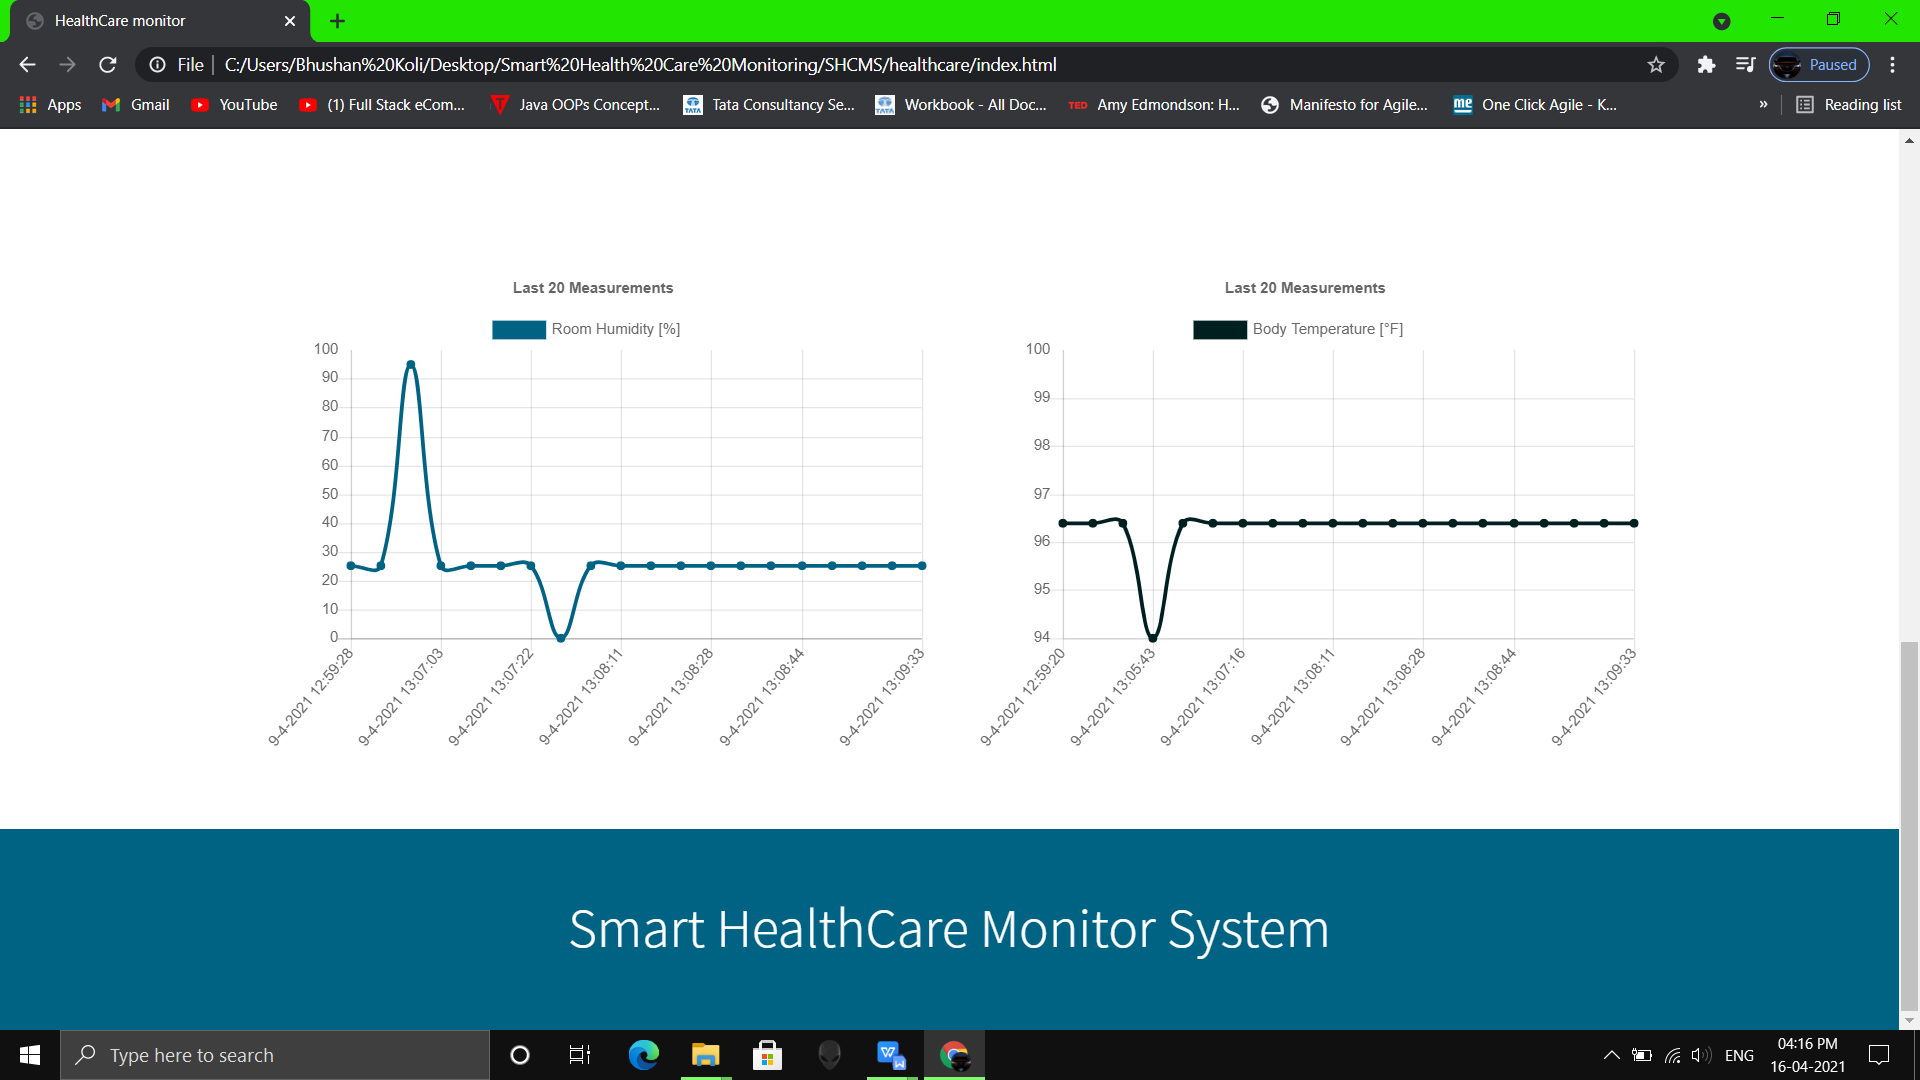 HealthCare monitor
File
C:/Users/Bhushan%20Koli/Desktop/Smart%20Health%20Care%20Monitoring/SHCMS/healthcare/index.html
Paused
Apps
Gmail
YouTube
(1) Full Stack eCom...
Java OOPs Concept...
TATA
Tata Consultancy Se...
TATA
Workbook - All Doc...
TED
Amy Edmondson: H...
Manifesto for Agile...
me
One Click Agile - K...
»
Reading list
Last 20 Measurements
Room Humidity [%]
100
90
80
70
60
50
40
30
20
10
0
9-4-2021 12:59:28
9-4-2021 13:07:03
9-4-2021 13:07:22
9-4-2021 13:08:11
9-4-2021 13:08:28
9-4-2021 13:08:44
9-4-2021 13:09:33
Last 20 Measurements
Body Temperature [°F]
100
99
98
97
96
95
94
9-4-2021 12:59:20
9-4-2021 13:05:43
9-4-2021 13:07:16
9-4-2021 13:08:11
9-4-2021 13:08:28
9-4-2021 13:08:44
9-4-2021 13:09:33
Smart HealthCare Monitor System
Type here to search
ENG
04:16 PM
16-04-2021